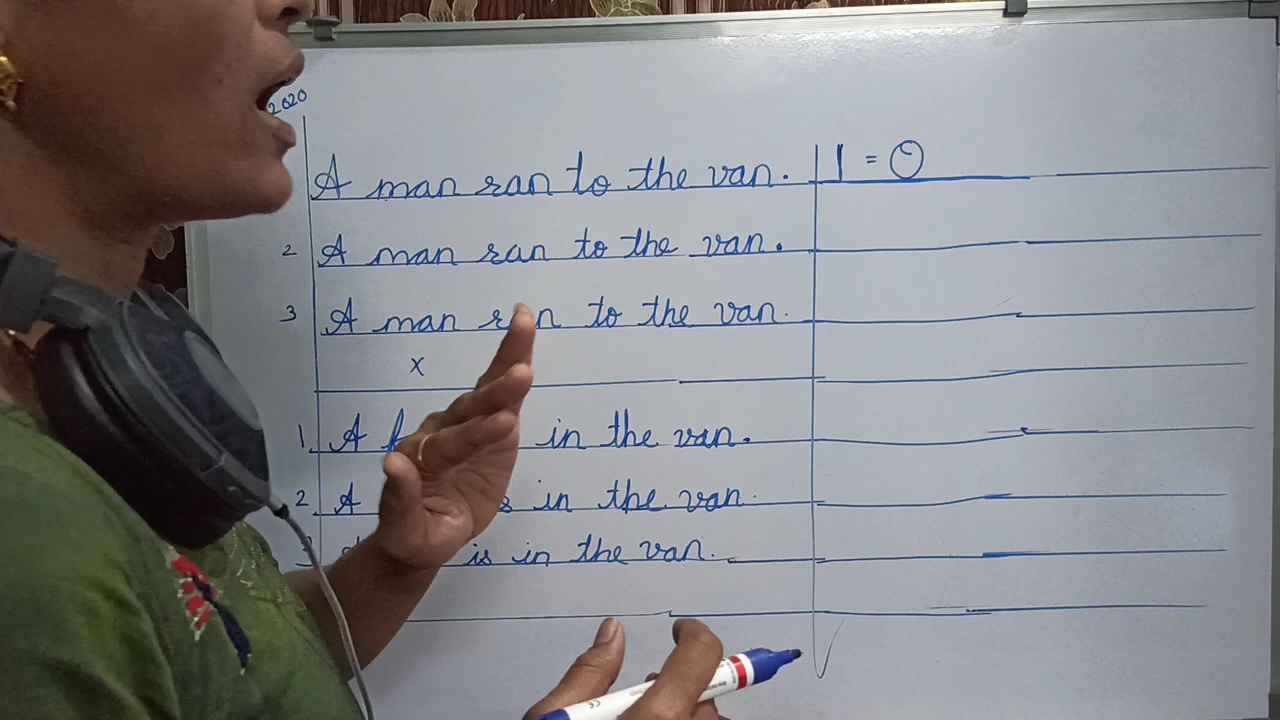 2020
A man ran to the van. 1 =
2 A man ran to the van.
3 A man ran to the van.
x
1. A in the van.
2. A in the van.
is in the van.